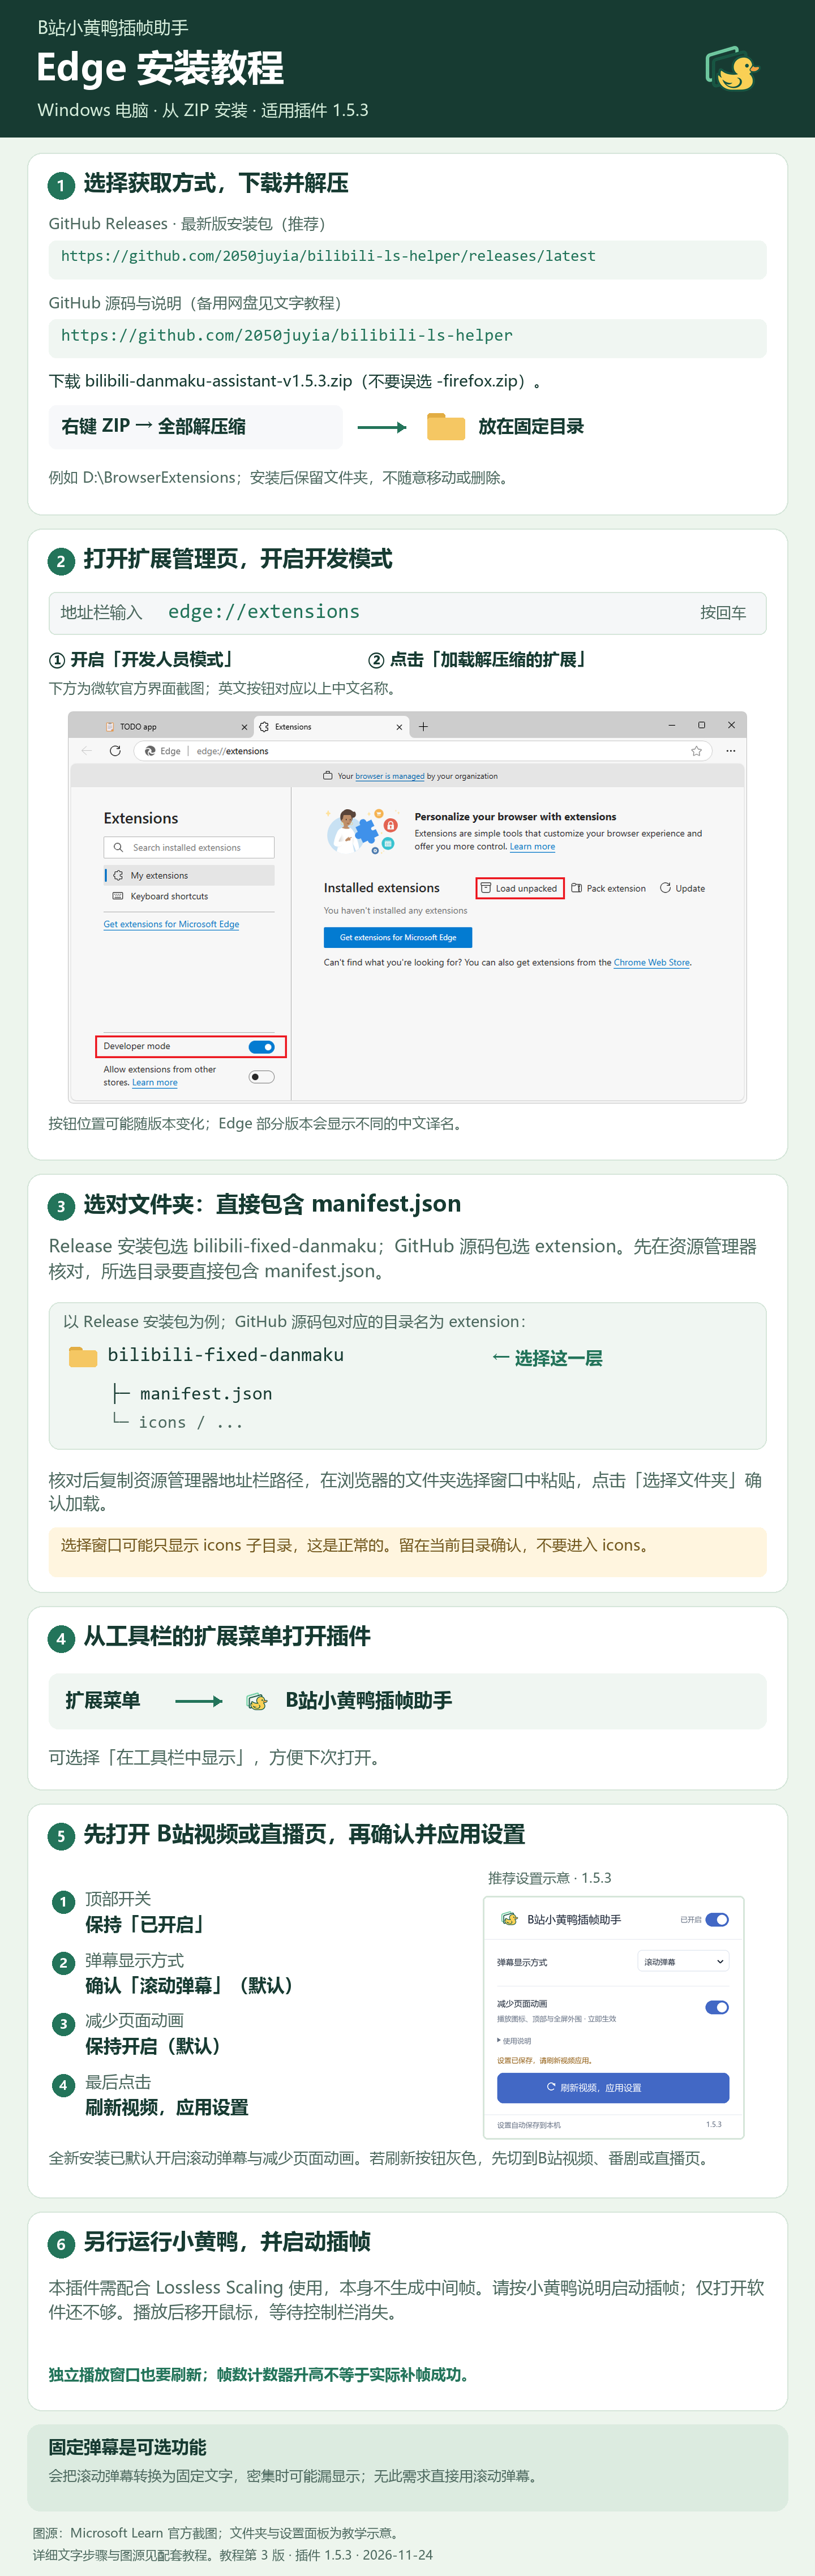 B站小黄鸭插帧助手
Edge 安装教程
Windows 电脑 · 从 ZIP 安装 · 适用插件 1.5.3
1 选择获取方式，下载并解压
GitHub Releases · 最新版安装包（推荐）
https://github.com/2050juyia/bilibili-ls-helper/releases/latest
GitHub 源码与说明（备用网盘见文字教程）
https://github.com/2050juyia/bilibili-ls-helper
下载 bilibili-danmaku-assistant-v1.5.3.zip（不要误选 -firefox.zip）。
右键 ZIP → 全部解压缩 放在固定目录
例如 D:\BrowserExtensions；安装后保留文件夹，不随意移动或删除。
2 打开扩展管理页，开启开发模式
地址栏输入 edge://extensions 按回车
① 开启「开发人员模式」 ② 点击「加载解压缩的扩展」
下方为微软官方界面截图；英文按钮对应以上中文名称。
TODO app Extensions
Edge edge://extensions
Your browser is managed by your organization
Extensions
Search installed extensions
My extensions
Keyboard shortcuts
Get extensions for Microsoft Edge
Developer mode
Allow extensions from other
stores. Learn more
Personalize your browser with extensions
Extensions are simple tools that customize your browser experience and
offer you more control. Learn more
Installed extensions Load unpacked Pack extension Update
You haven't installed any extensions
Get extensions for Microsoft Edge
Can't find what you're looking for? You can also get extensions from the Chrome Web Store.
按钮位置可能随版本变化；Edge 部分版本会显示不同的中文译名。
3 选对文件夹：直接包含 manifest.json
Release 安装包选 bilibili-fixed-danmaku；GitHub 源码包选 extension。先在资源管理器
核对，所选目录要直接包含 manifest.json。
以 Release 安装包为例；GitHub 源码包对应的目录名为 extension：
bilibili-fixed-danmaku ← 选择这一层
├─ manifest.json
└─ icons / ...
核对后复制资源管理器地址栏路径，在浏览器的文件夹选择窗口中粘贴，点击「选择文件夹」确
认加载。
选择窗口可能只显示 icons 子目录，这是正常的。留在当前目录确认，不要进入 icons。
4 从工具栏的扩展菜单打开插件
扩展菜单 B站小黄鸭插帧助手
可选择「在工具栏中显示」，方便下次打开。
5 先打开 B站视频或直播页，再确认并应用设置
1 顶部开关
保持「已开启」
2 弹幕显示方式
确认「滚动弹幕」（默认）
3 减少页面动画
保持开启（默认）
4 最后点击
刷新视频，应用设置
推荐设置示意 · 1.5.3
B站小黄鸭插帧助手 已开启
弹幕显示方式 滚动弹幕
减少页面动画
播放图标、顶部与全屏外围 · 立即生效
使用说明
设置已保存，请刷新视频应用。
刷新视频，应用设置
设置自动保存到本机 1.5.3
全新安装已默认开启滚动弹幕与减少页面动画。若刷新按钮灰色，先切到B站视频、番剧或直播页。
6 另行运行小黄鸭，并启动插帧
本插件需配合 Lossless Scaling 使用，本身不生成中间帧。请按小黄鸭说明启动插帧；仅打开软
件还不够。播放后移开鼠标，等待控制栏消失。
独立播放窗口也要刷新；帧数计数器升高不等于实际补帧成功。
固定弹幕是可选功能
会把滚动弹幕转换为固定文字，密集时可能漏显示；无此需求直接用滚动弹幕。
图源：Microsoft Learn 官方截图；文件夹与设置面板为教学示意。
详细文字步骤与图源见配套教程。教程第 3 版 · 插件 1.5.3 · 2026-11-24